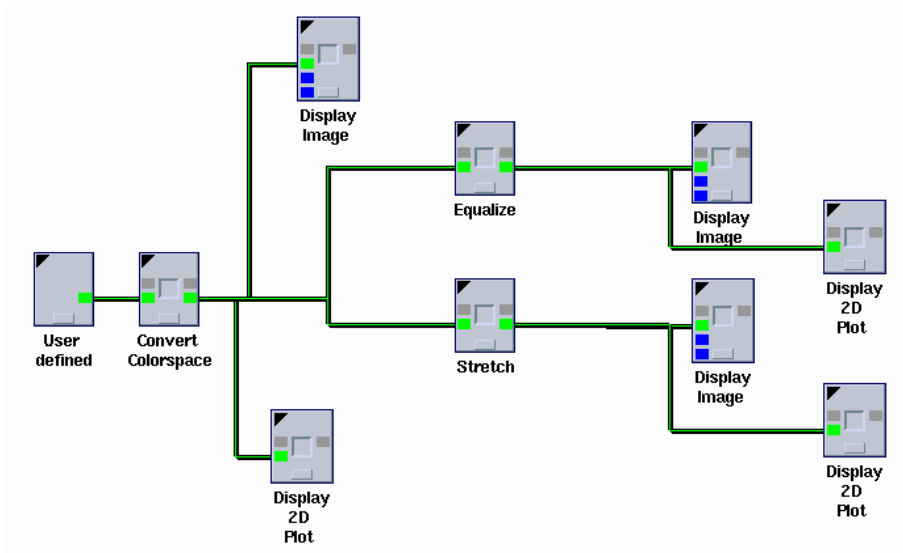 Display
Image
Equalize
Display
Image
User
defined
Convert
Colorspace
Display
2D
Plot
Stretch
Display
Image
Display
2D
Plot
Display
2D
Plot